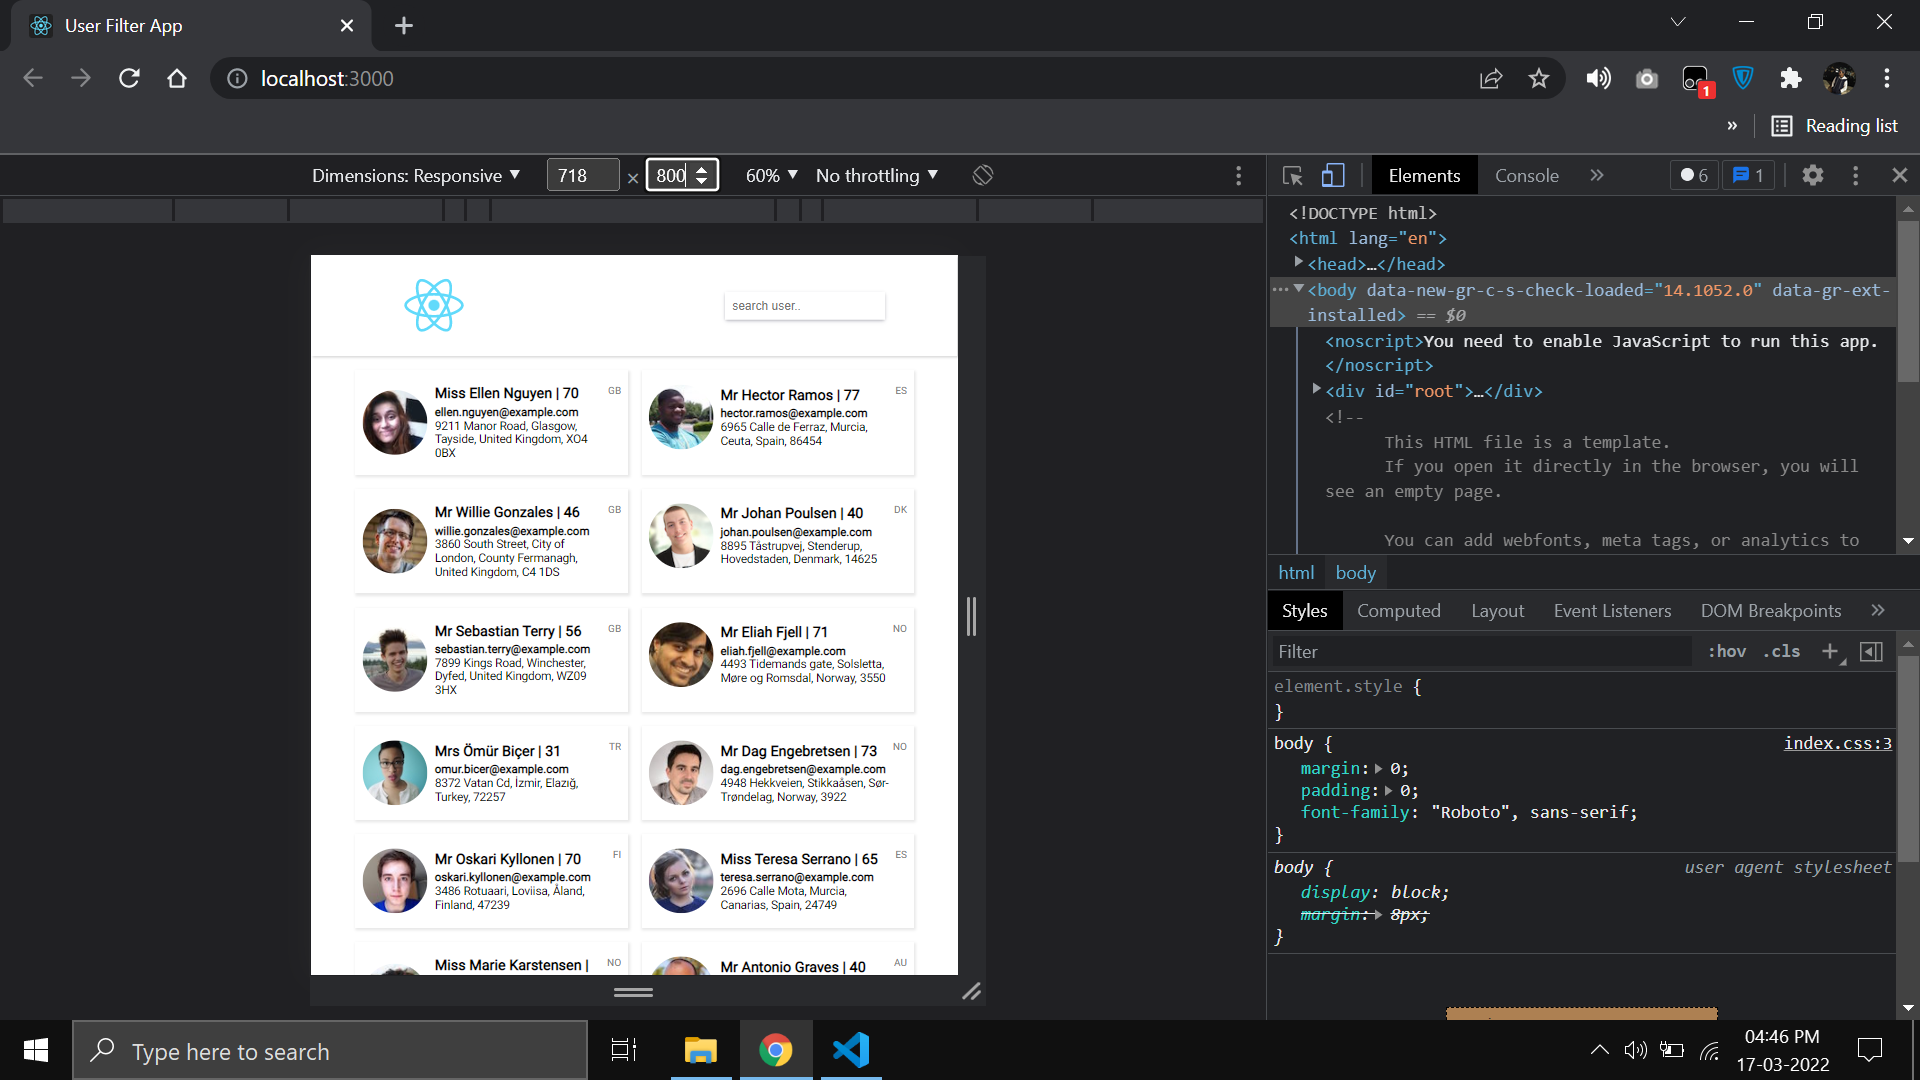 User Filter App
localhost:3000
1
» Reading list
Dimensions: Responsive ▼ 718 × 800 60% ▼ No throttling ▼
Elements Console » 6 1
<!DOCTYPE html>
<html lang="en">
<head>…</head>
<body data-new-gr-c-s-check-loaded="14.1052.0" data-gr-ext-
installed> == $0
<noscript>You need to enable JavaScript to run this app.
</noscript>
<div id="root">…</div>
<!--
This HTML file is a template.
If you open it directly in the browser, you will
see an empty page.
You can add webfonts, meta tags, or analytics to
html body
Styles Computed Layout Event Listeners DOM Breakpoints »
Filter :hov .cls +
element.style {
}
body { index.css:3
margin: 0;
padding: 0;
font-family: "Roboto", sans-serif;
}
body { user agent stylesheet
display: block;
margin: 8px;
}
search user..
Miss Ellen Nguyen | 70 GB
ellen.nguyen@example.com
9211 Manor Road, Glasgow,
Tayside, United Kingdom, XO4
0BX
Mr Hector Ramos | 77 ES
hector.ramos@example.com
6965 Calle de Ferraz, Murcia,
Ceuta, Spain, 86454
Mr Willie Gonzales | 46 GB
willie.gonzales@example.com
3860 South Street, City of
London, County Fermanagh,
United Kingdom, C4 1DS
Mr Johan Poulsen | 40 DK
johan.poulsen@example.com
8895 Tåstrupvej, Stenderup,
Hovedstaden, Denmark, 14625
Mr Sebastian Terry | 56 GB
sebastian.terry@example.com
7899 Kings Road, Winchester,
Dyfed, United Kingdom, WZ09
3HX
Mr Eliah Fjell | 71 NO
eliah.fjell@example.com
4493 Tidemands gate, Solsletta,
Møre og Romsdal, Norway, 3550
Mrs Ömür Biçer | 31 TR
omur.bicer@example.com
8372 Vatan Cd, İzmir, Elazığ,
Turkey, 72257
Mr Dag Engebretsen | 73 NO
dag.engebretsen@example.com
4948 Hekkveien, Stikkaåsen, Sør-
Trøndelag, Norway, 3922
Mr Oskari Kyllonen | 70 FI
oskari.kyllonen@example.com
3486 Rotuaari, Loviisa, Åland,
Finland, 47239
Miss Teresa Serrano | 65 ES
teresa.serrano@example.com
2696 Calle Mota, Murcia,
Canarias, Spain, 24749
Miss Marie Karstensen | NO
Mr Antonio Graves | 40 AU
Type here to search
04:46 PM
17-03-2022